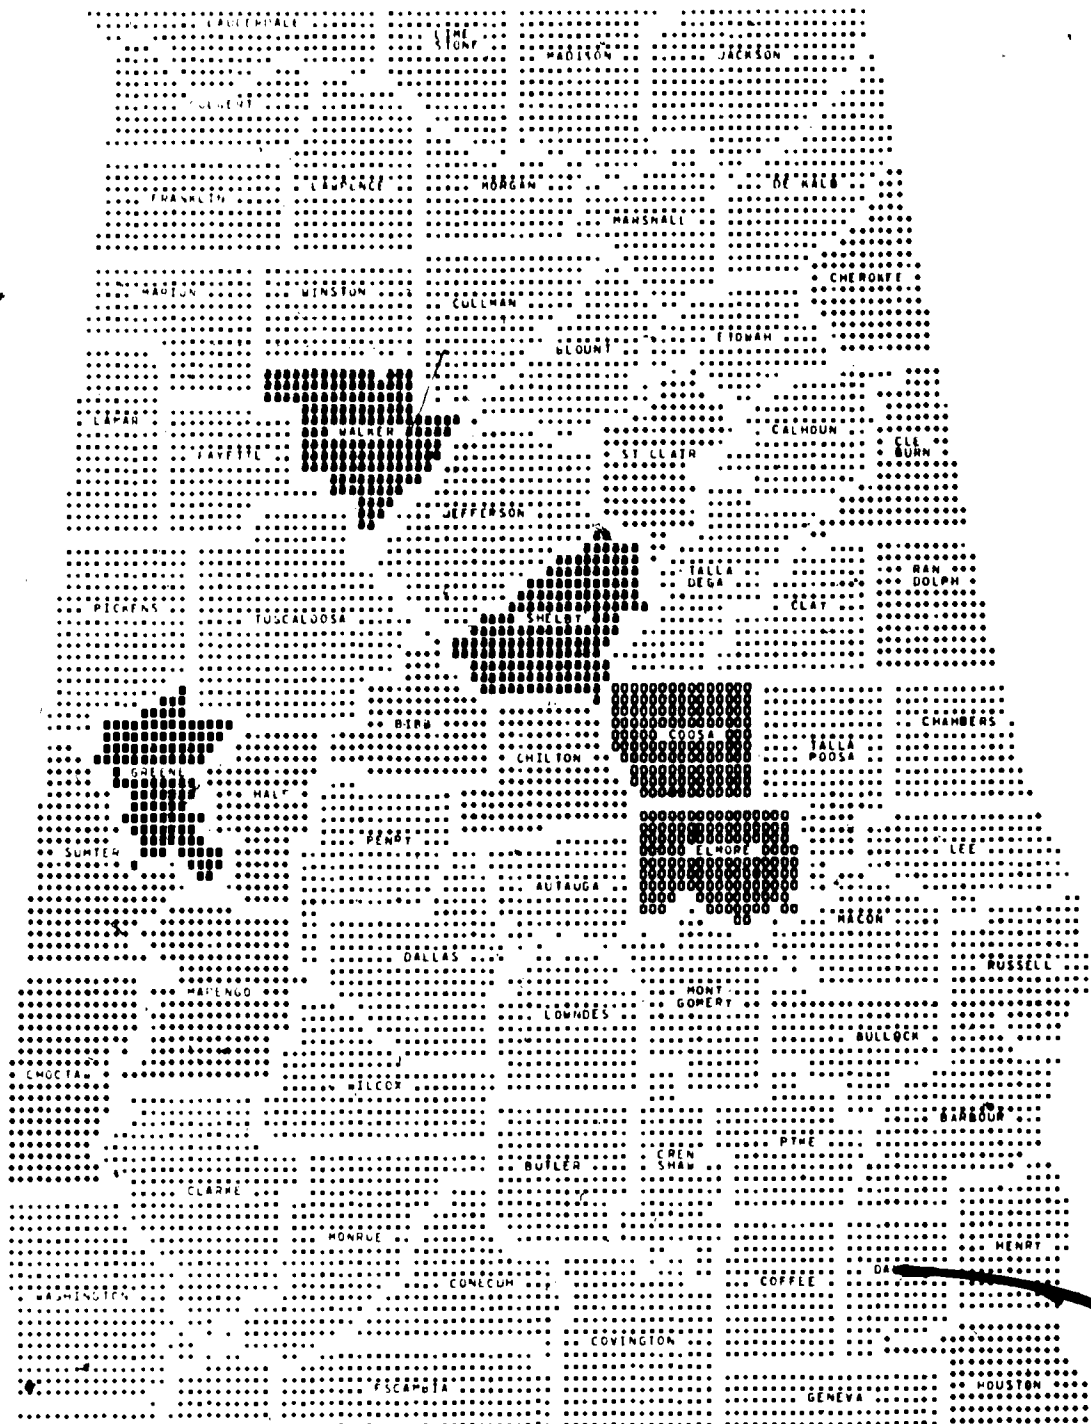 LAUDERDALE
LIME
STONE
MADISON
JACKSON
COLBERT
LAWRENCE
MORGAN
DE KALB
FRANKLIN
MARSHALL
CHEROKEE
MARION
WINSTON
CULLMAN
BLOUNT
ETOWAH
LAMAR
WALKER
CALHOUN
FAYETTE
ST CLAIR
CLE
BURN
JEFFERSON
TALLA
DEGA
RAN
DOLPH
PICKENS
TUSCALOOSA
SHELBY
CLAY
BIBB
COOSA
CHAMBERS
GREENE
CHILTON
TALLA
POOSA
HALE
PERRY
SUMTER
ELMORE
LEE
AUTAUGA
MACON
DALLAS
RUSSELL
MARENGO
MONT
GOMERY
LOWNDES
BULLOCK
CHOCTAW
WILCOX
BARBOUR
PIKE
BUTLER
CREN
SHAW
CLARKE
MONROE
HENRY
CONECUH
COFFEE
DA
WASHINGTON
COVINGTON
ESCAMBIA
GENEVA
HOUSTON